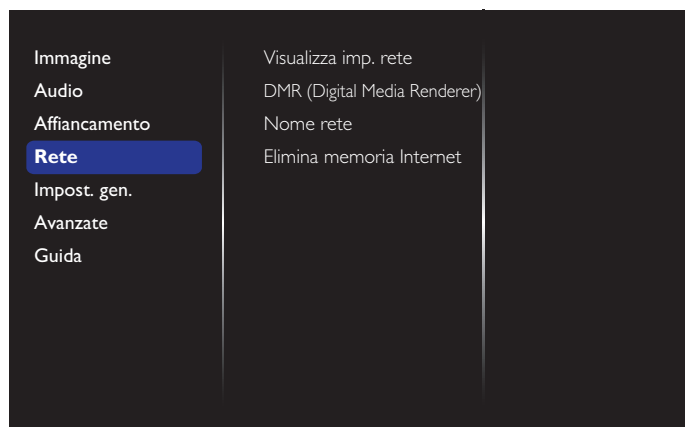 Immagine
Audio
Affiancamento
Rete
Impost. gen.
Avanzate
Guida
Visualizza imp. rete
DMR (Digital Media Renderer)
Nome rete
Elimina memoria Internet